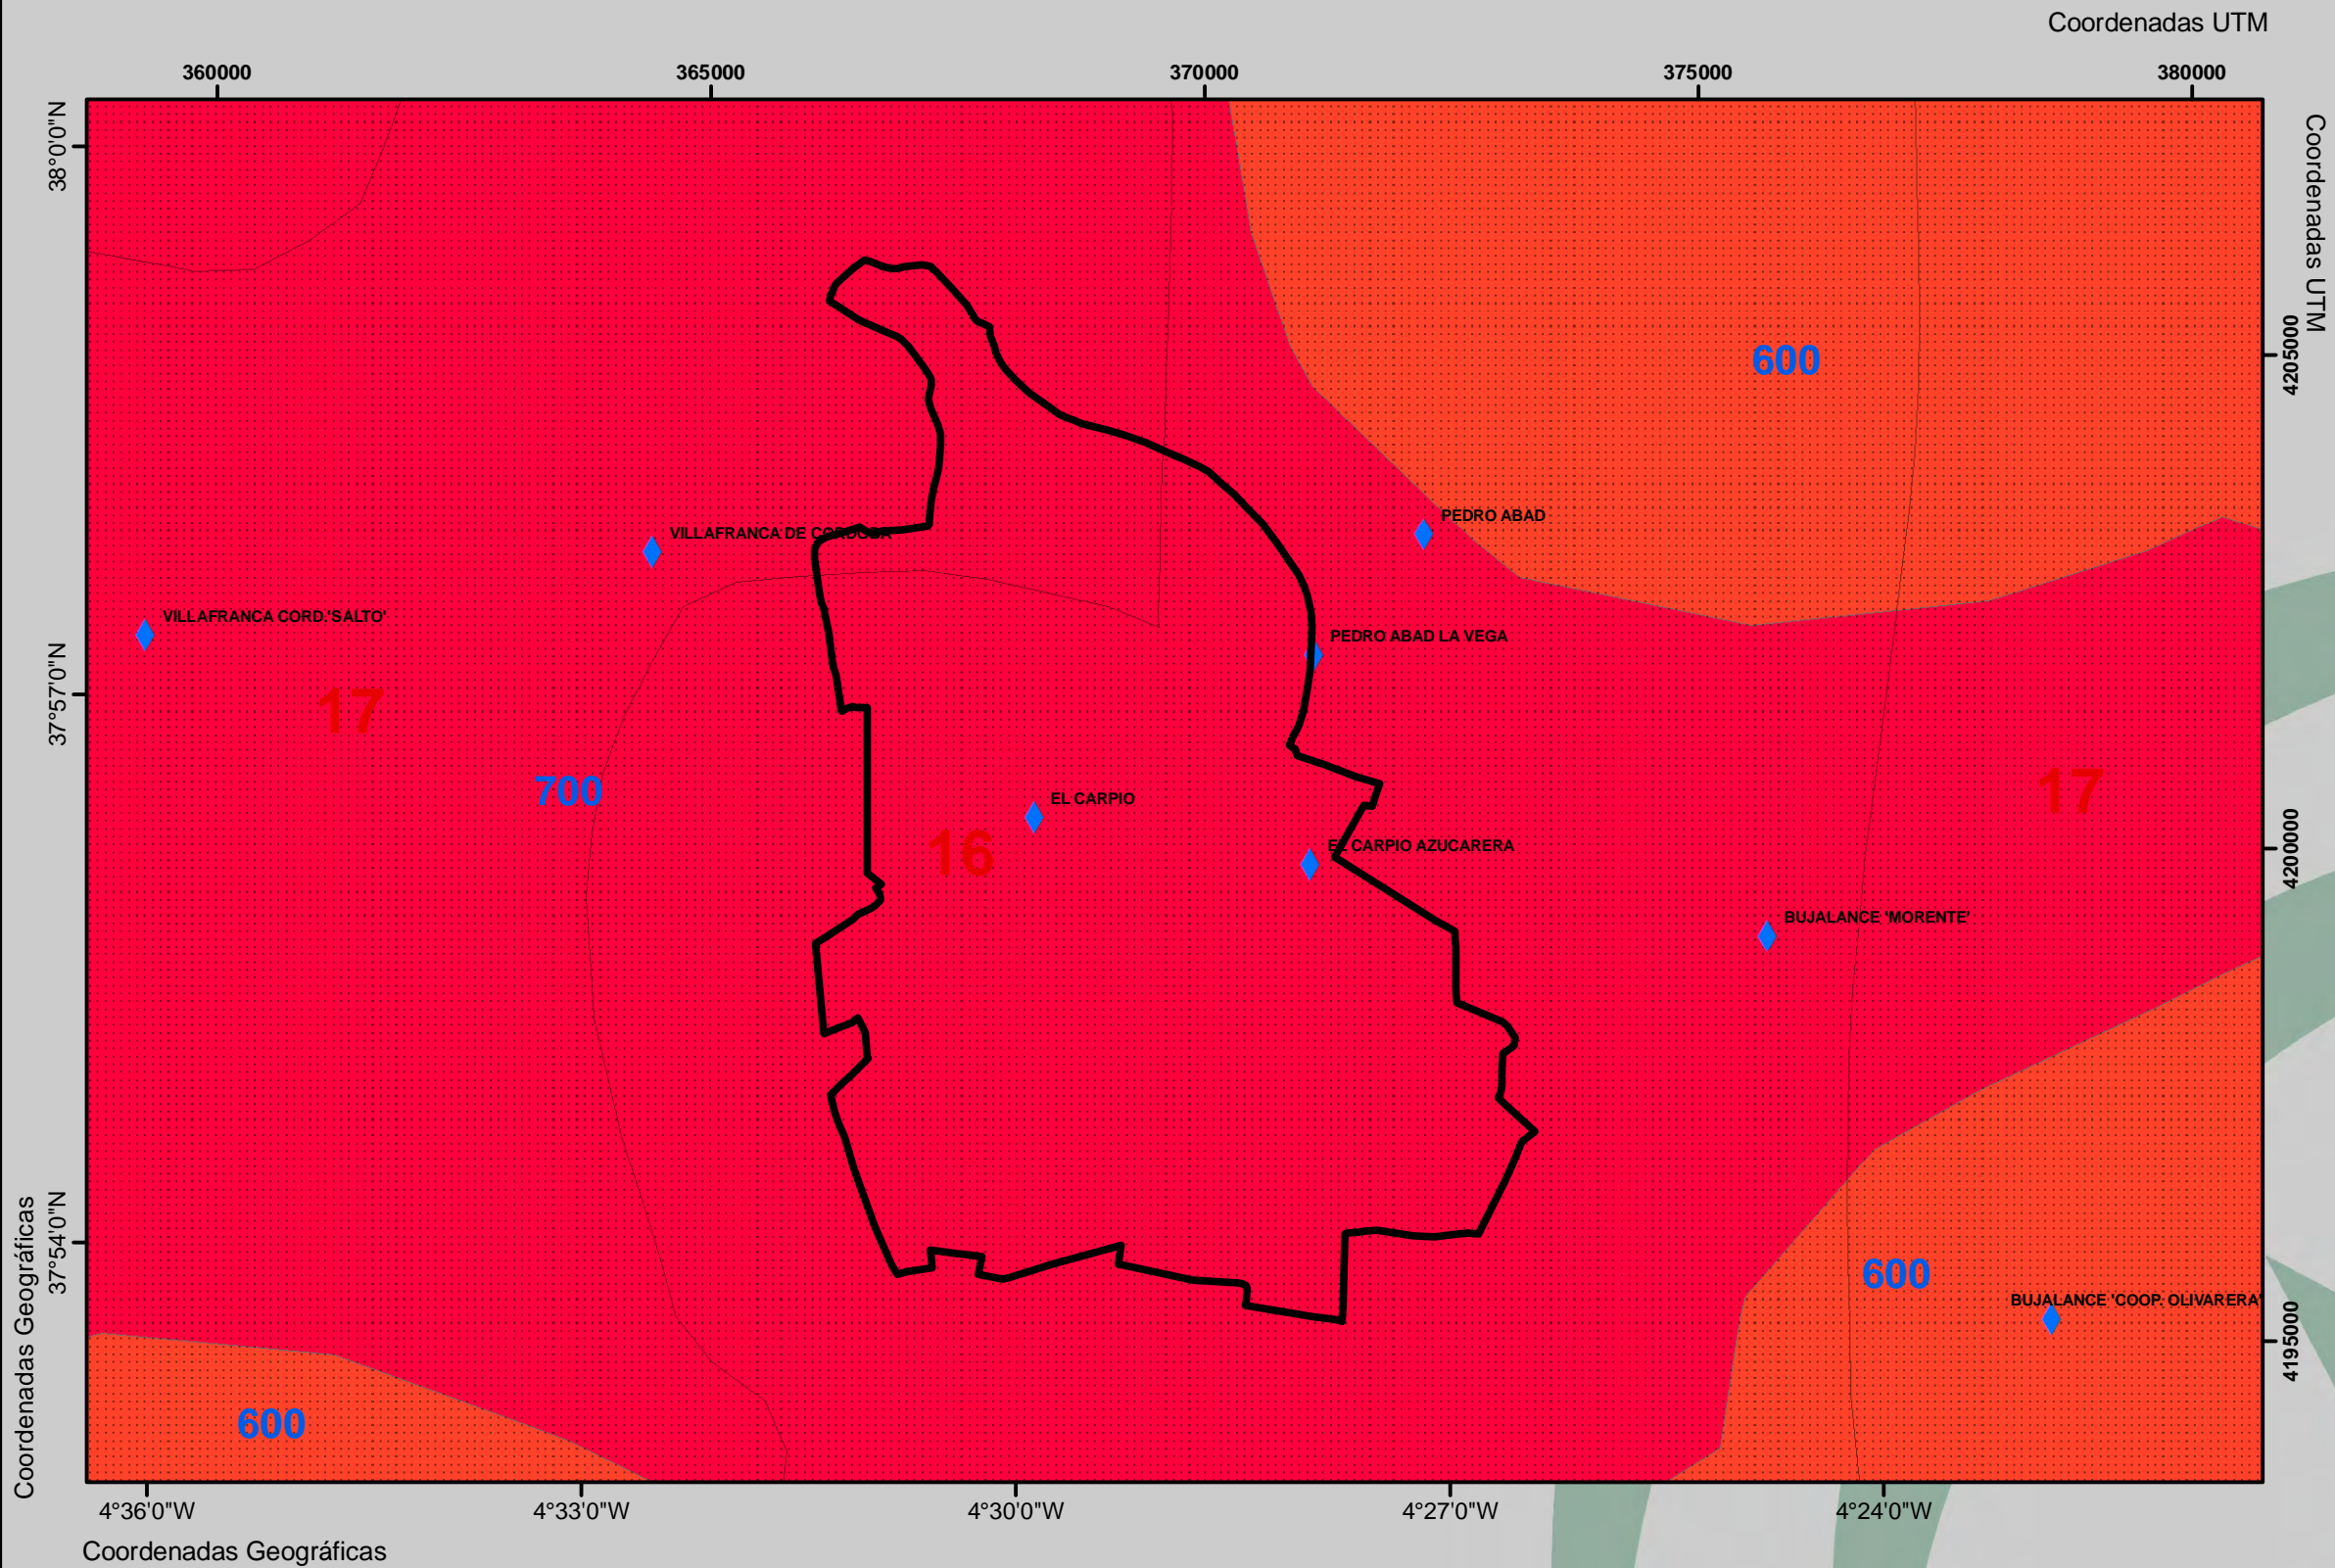 Coordenadas UTM
360000 365000 370000 375000 380000
38°0'0"N
Coordenadas UTM
600
4205000
PEDRO ABAD
VILLAFRANCA DE CORDOBA
VILLAFRANCA CORD.'SALTO'
PEDRO ABAD LA VEGA
37°57'0"N
17
700
17
EL CARPIO
EL CARPIO AZUCARERA
16
4200000
BUJALANCE 'MORENTE'
37°54'0"N
600
BUJALANCE 'COOP. OLIVARERA'
4195000
Coordenadas Geográficas
600
4°36'0"W 4°33'0"W 4°30'0"W 4°27'0"W 4°24'0"W
Coordenadas Geográficas